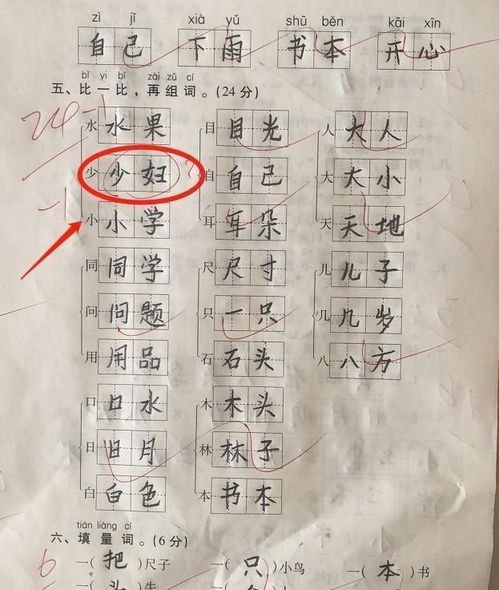 zì jǐ xià yǔ shū běn kāi xīn
自己 下雨 书本 开心
bǐ yì bǐ zài zǔ cí
五、比一比，再组词。(24分)
24-1
水 水果 目 目光 人 大人
少 少妇 自 自己 大 大小
-1
小 小学 耳 耳朵 天 天地
同 同学 尺 尺寸 儿 儿子
问 问题 只 一只 几 几岁
用 用品 石 石头 八 八方
口 口水 木 木头
日 日月 林 林子
白 白色 本 书本
tián liàng cí
六、填量词。(6分)
6
一(把)尺子 一(只)小鸟 一(本)书
一(头)牛